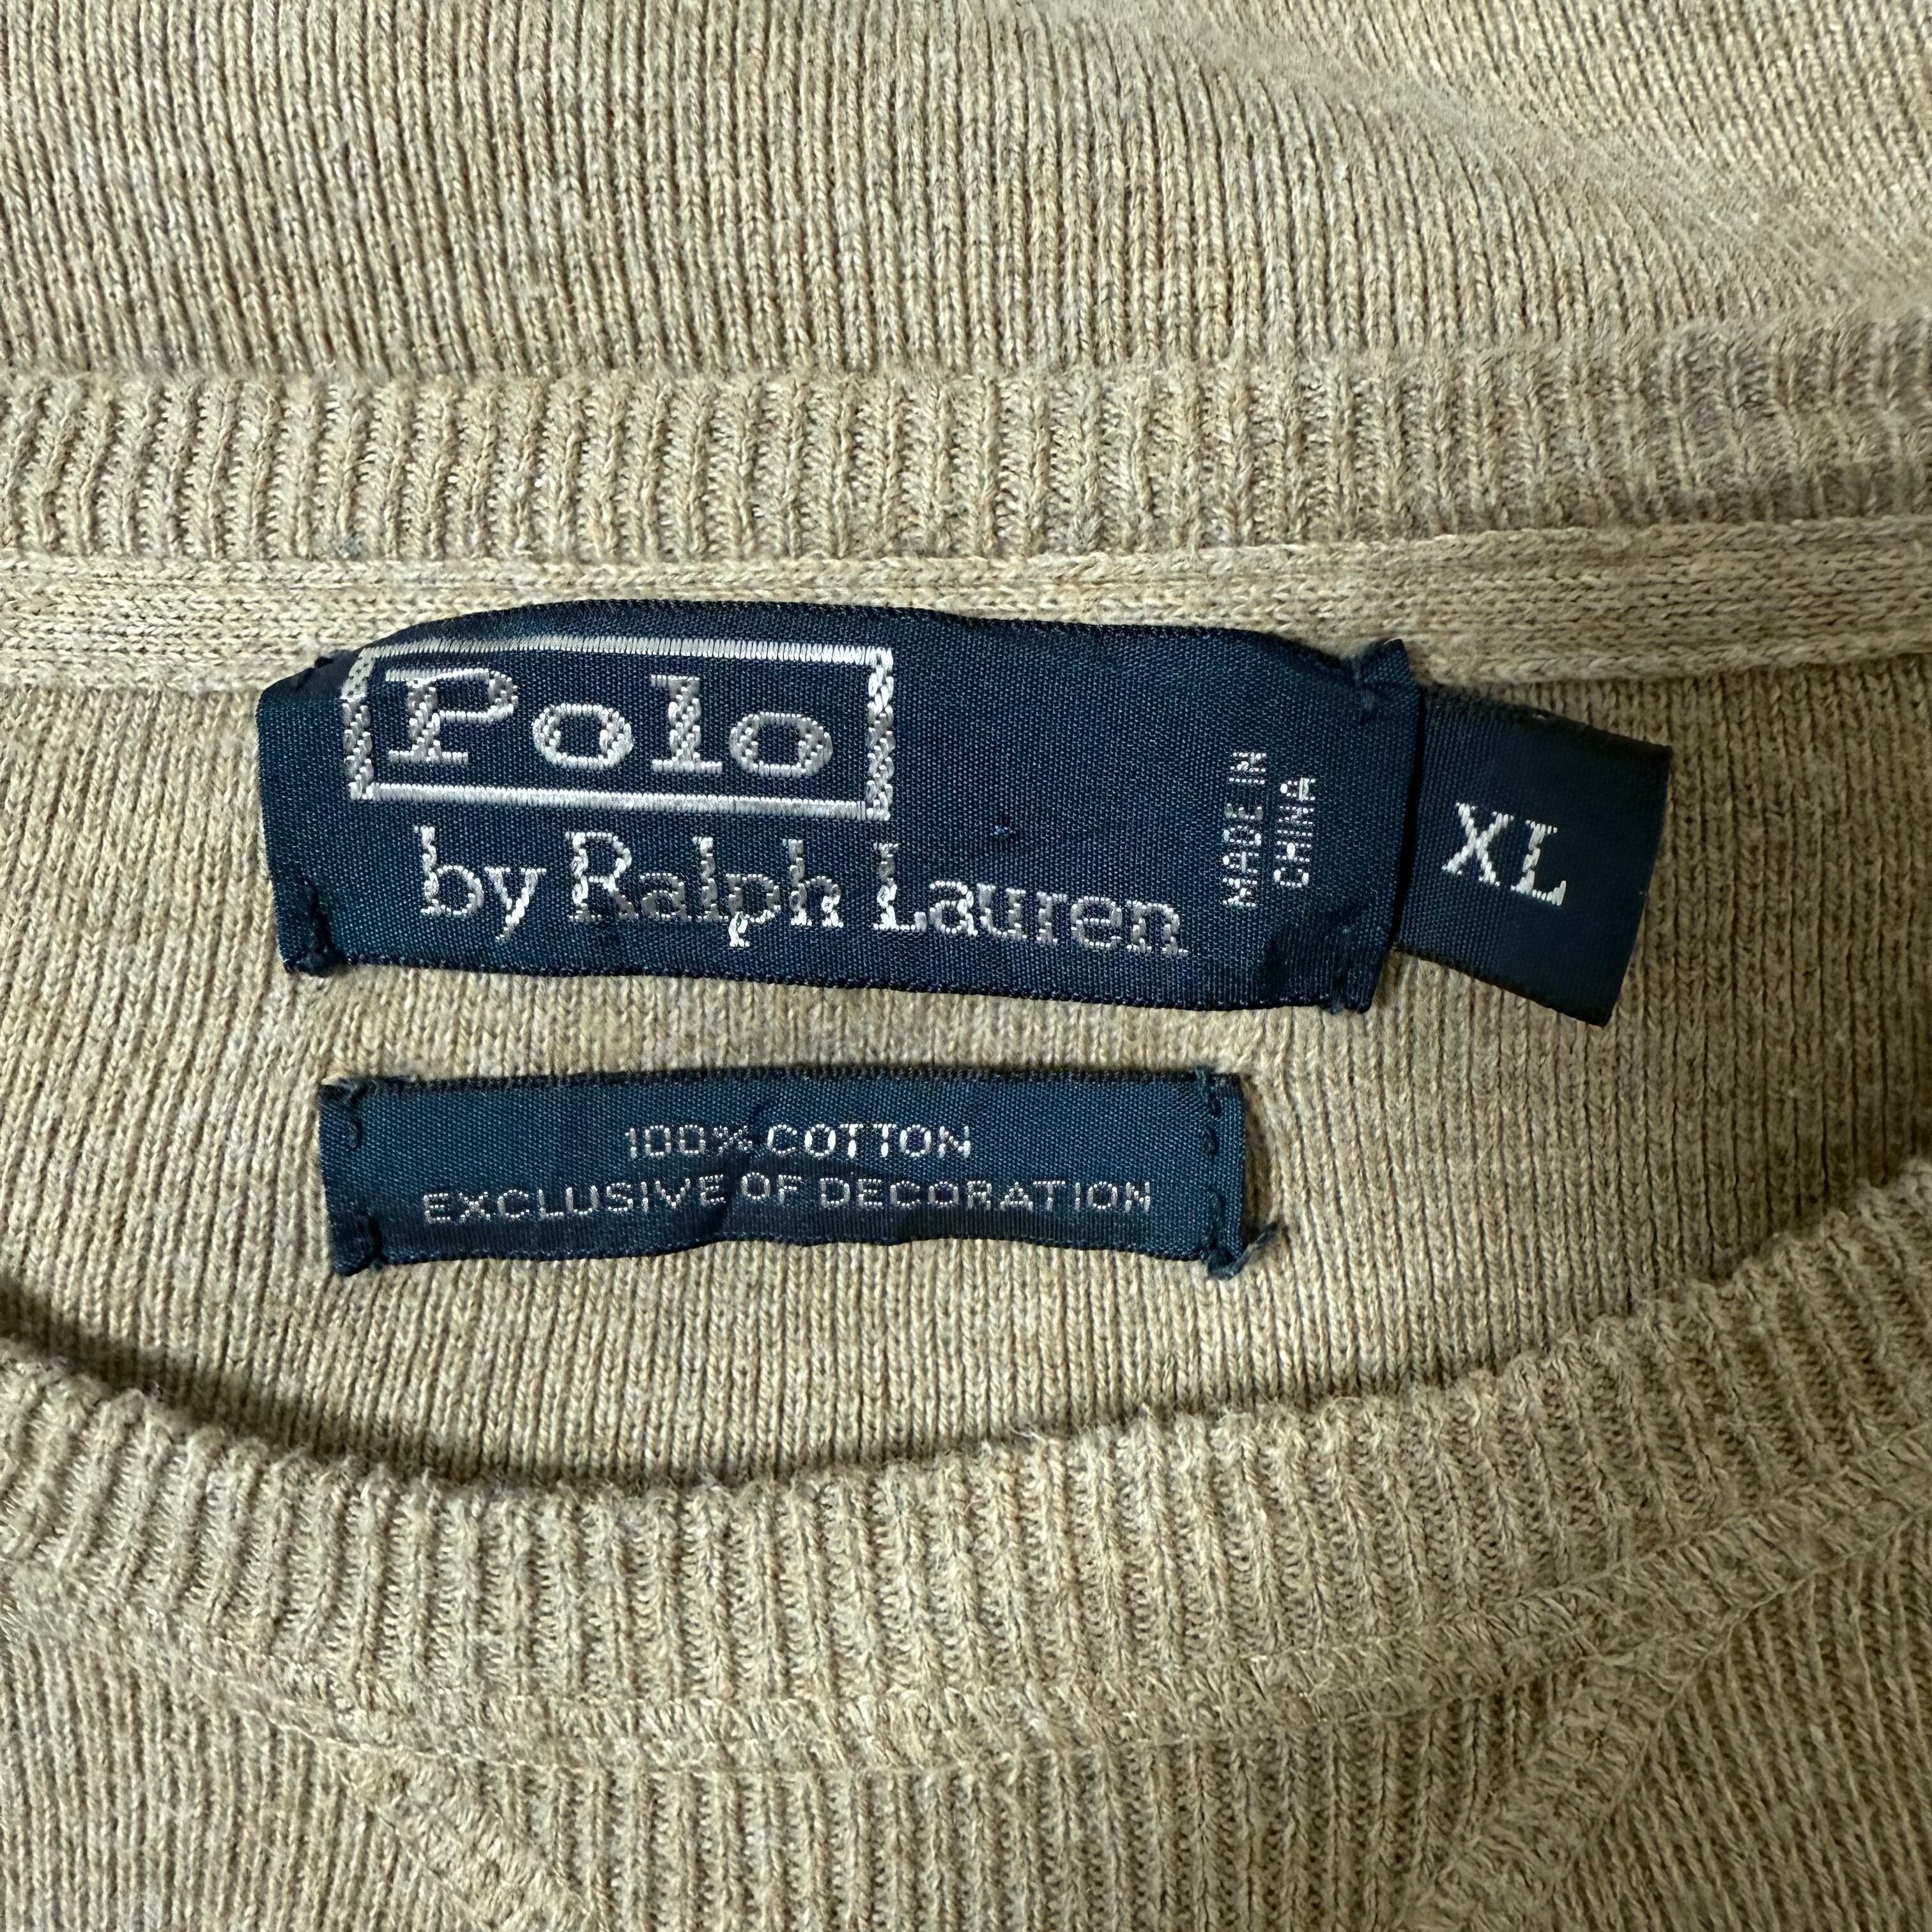 Polo
by Ralph Lauren
MADE IN
CHINA
XL
100% COTTON
EXCLUSIVE OF DECORATION